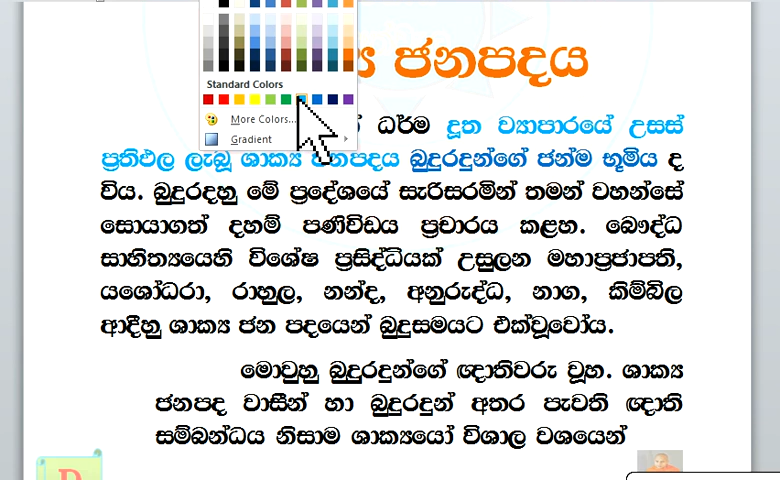 ජනපදය
Standard Colors
More Colors...
Gradient
ධර්ම දූත ව්‍යාපාරයේ උසස්
ප්‍රතිඵල ලැබූ ශාක්‍ය ජනපදය බුදුරදුන්ගේ ජන්ම භූමිය ද
විය. බුදුරදහු මේ ප්‍රදේශයේ සැරිසරමින් තමන් වහන්සේ
සොයාගත් දහම් පණිවිඩය ප්‍රචාරය කළහ. බෞද්ධ
සාහිත්‍යයෙහි විශේෂ ප්‍රසිද්ධියක් උසුලන මහාප්‍රජාපති,
යශෝධරා, රාහුල, නන්ද, අනුරුද්ධ, නාග, කිම්බිල
ආදීහු ශාක්‍ය ජන පදයෙන් බුදුසමයට එක්වූවෝය.
මොවුහු බුදුරදුන්ගේ ඥාතිවරු වූහ. ශාක්‍ය
ජනපද වාසීන් හා බුදුරදුන් අතර පැවති ඥාති
සම්බන්ධය නිසාම ශාක්‍යයෝ විශාල වශයෙන්